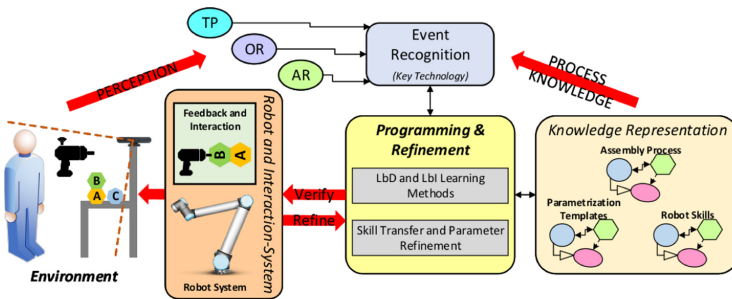 TP
OR
AR
Event
Recognition
(Key Technology)
PERCEPTION
PROCESS
KNOWLEDGE
Feedback and
Interaction
B A
Robot and Interaction-System
Robot System
B
A C
Environment
Verify
Refine
Programming &
Refinement
LbD and LbI Learning
Methods
Skill Transfer and Parameter
Refinement
Knowledge Representation
Assembly Process
Parametrization
Templates
Robot Skills